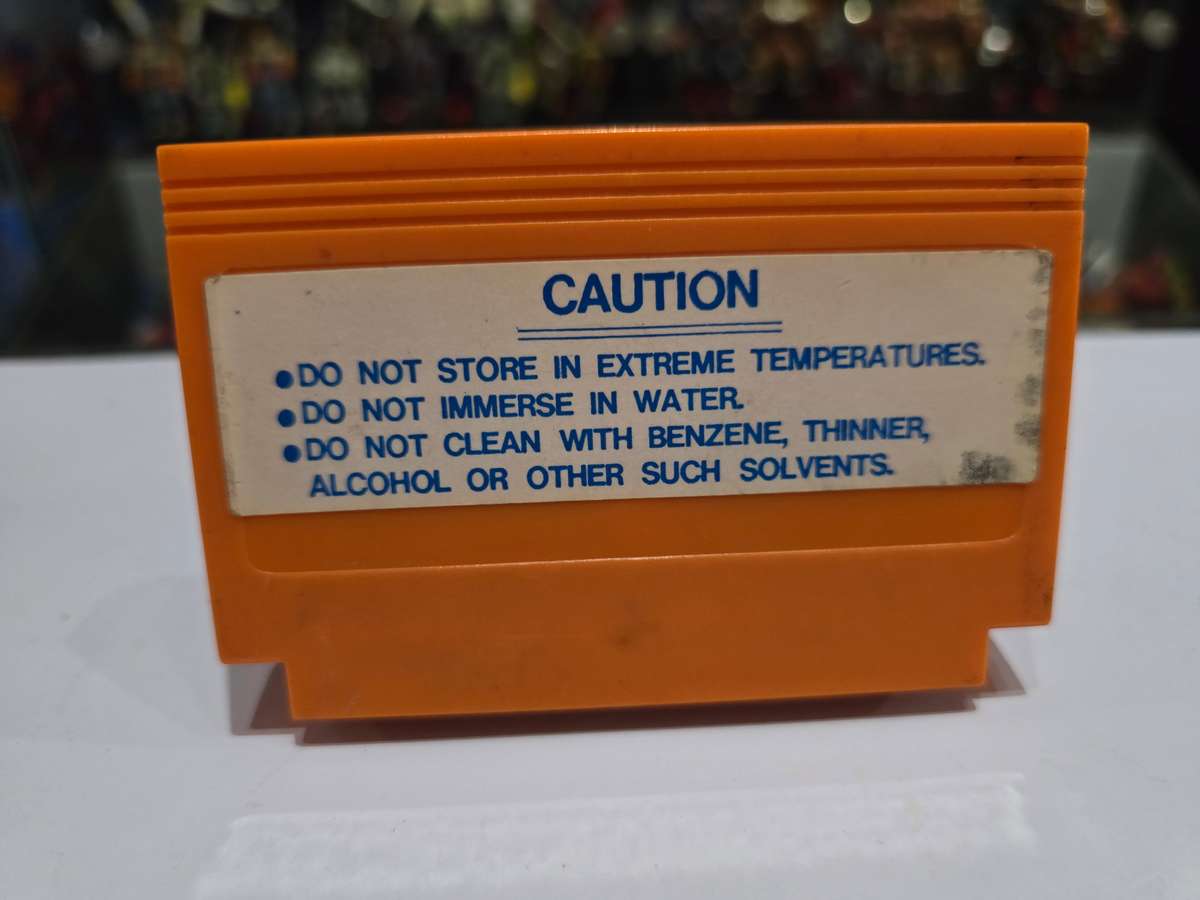 CAUTION
●DO NOT STORE IN EXTREME TEMPERATURES.
●DO NOT IMMERSE IN WATER.
●DO NOT CLEAN WITH BENZENE, THINNER,
ALCOHOL OR OTHER SUCH SOLVENTS.